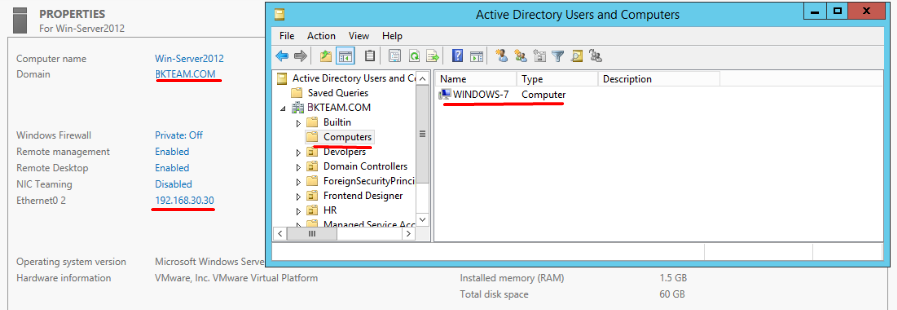 PROPERTIES
For Win-Server2012
Computer name Win-Server2012
Domain BKTEAM.COM
Windows Firewall Private: Off
Remote management Enabled
Remote Desktop Enabled
NIC Teaming Disabled
Ethernet0 2 192.168.30.30
Operating system version Microsoft Windows Serve
Hardware information VMware, Inc. VMware Virtual Platform
Installed memory (RAM) 1.5 GB
Total disk space 60 GB
Active Directory Users and Computers
File Action View Help
Active Directory Users and Co
Saved Queries
BKTEAM.COM
Builtin
Computers
Devolpers
Domain Controllers
ForeignSecurityPrinci
Frontend Designer
HR
Managed Service Acc
Name Type Description
WINDOWS-7 Computer